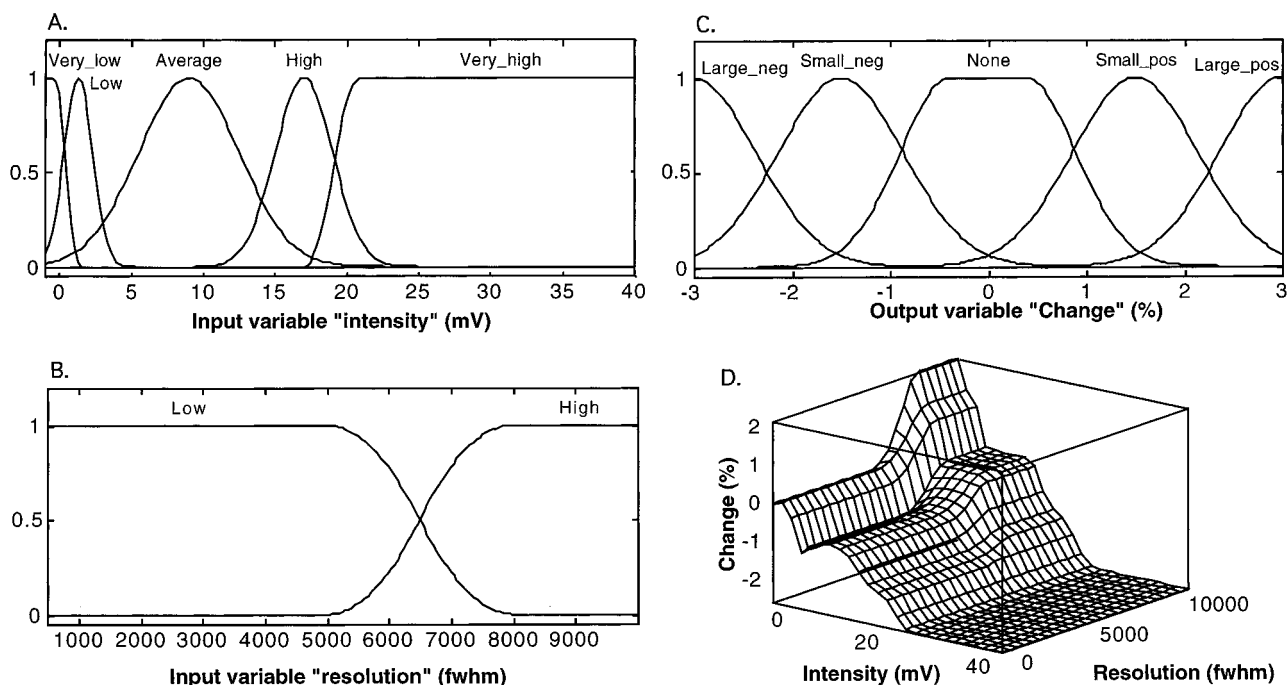 A.
Very_low
Average
High
Very_high
Low
1
0.5
0
0
5
10
15
20
25
30
35
40
Input variable "intensity" (mV)
C.
Large_neg
Small_neg
None
Small_pos
Large_pos
1
0.5
0
-3
-2
-1
0
1
2
3
Output variable "Change" (%)
B.
Low
High
1
0.5
0
1000
2000
3000
4000
5000
6000
7000
8000
9000
Input variable "resolution" (fwhm)
D.
2
1
0
-1
-2
Change (%)
0
20
40
Intensity (mV)
0
5000
10000
Resolution (fwhm)